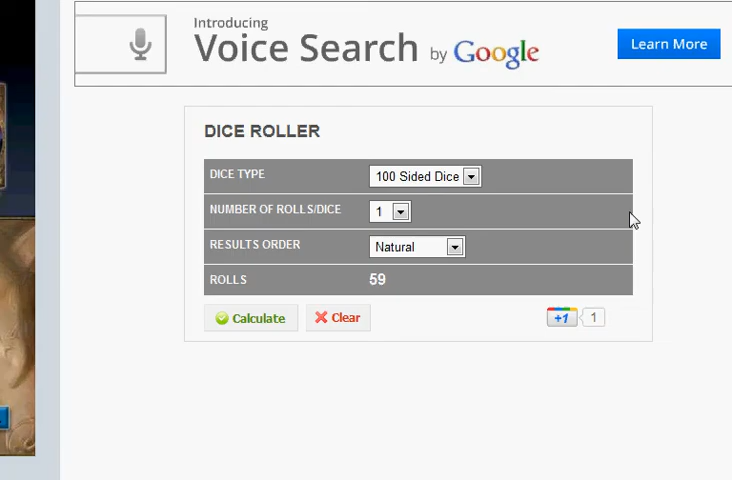 Introducing
Voice Search by Google
Learn More
DICE ROLLER
DICE TYPE 100 Sided Dice
NUMBER OF ROLLS/DICE 1
RESULTS ORDER Natural
ROLLS 59
Calculate Clear +1 1